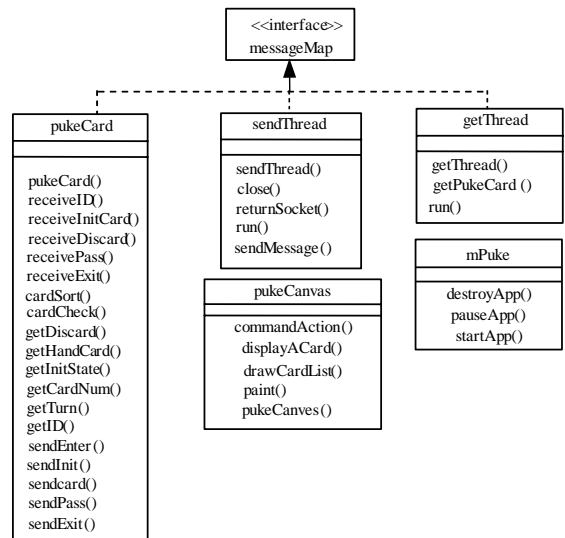 <<interface>>
messageMap
pukeCard
pukeCard()
receiveID()
receiveInitCard()
receiveDiscard()
receivePass()
receiveExit()
cardSort()
cardCheck()
getDiscard()
getHandCard()
getInitState()
getCardNum()
getTurn()
getID()
sendEnter()
sendInit()
sendcard()
sendPass()
sendExit()
sendThread
sendThread()
close()
returnSocket()
run()
sendMessage()
pukeCanvas
commandAction()
displayACard()
drawCardList()
paint()
pukeCanves()
getThread
getThread()
getPukeCard ()
run()
mPuke
destroyApp()
pauseApp()
startApp()